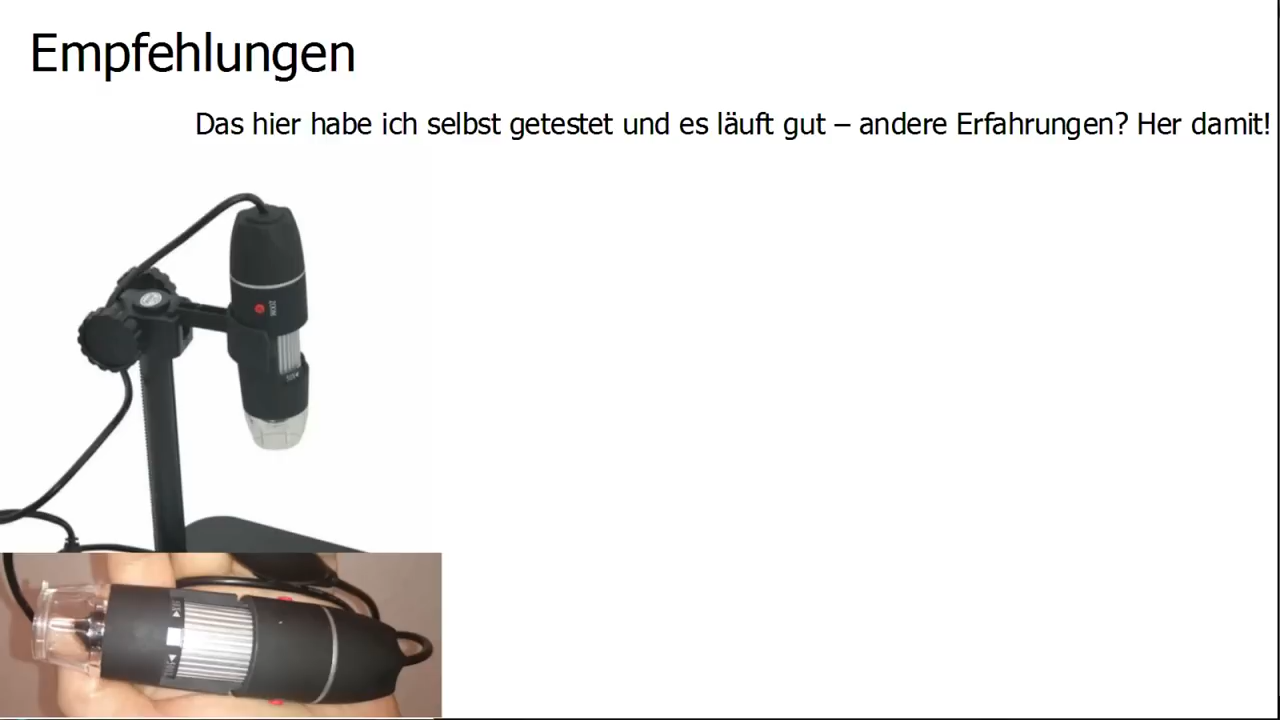 Empfehlungen
Das hier habe ich selbst getestet und es läuft gut – andere Erfahrungen? Her damit!